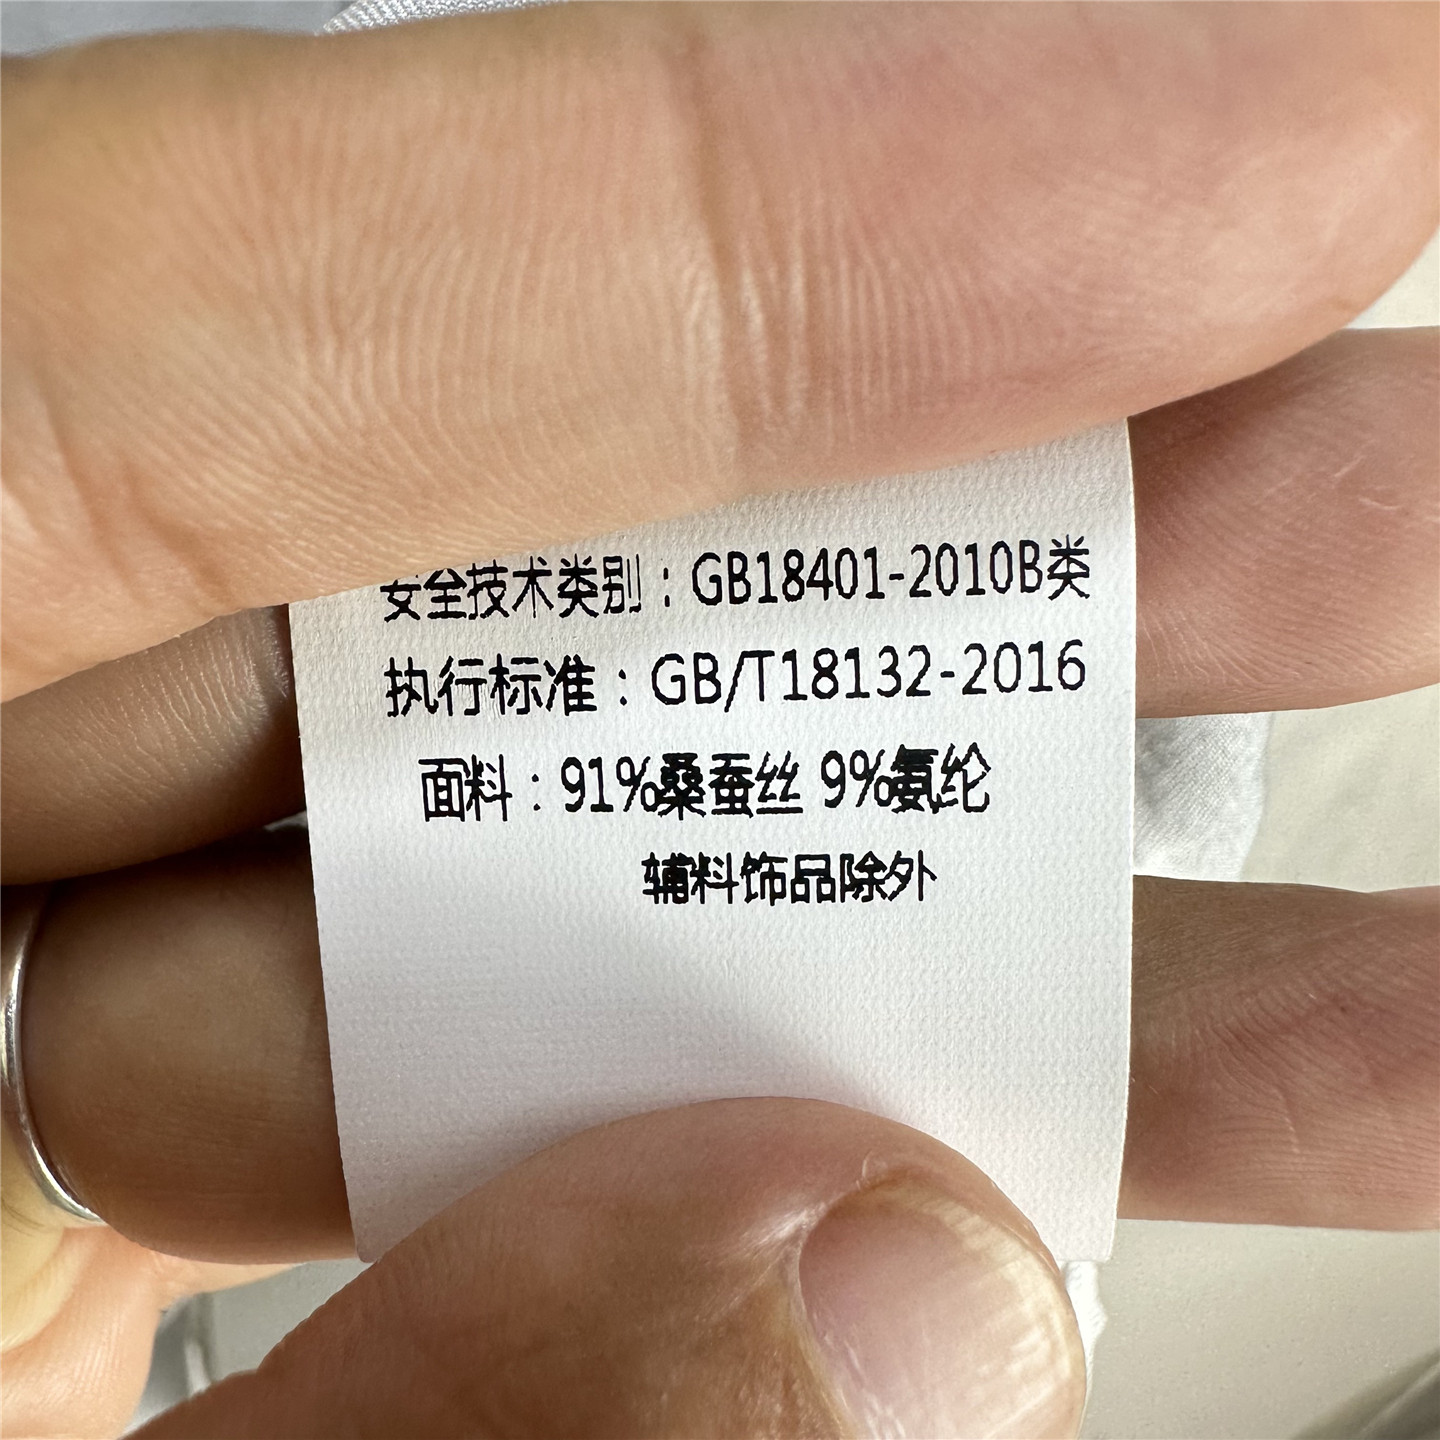 安全技术类别：GB18401-2010B类
执行标准：GB/T18132-2016
面料：91%桑蚕丝 9%氨纶
辅料饰品除外